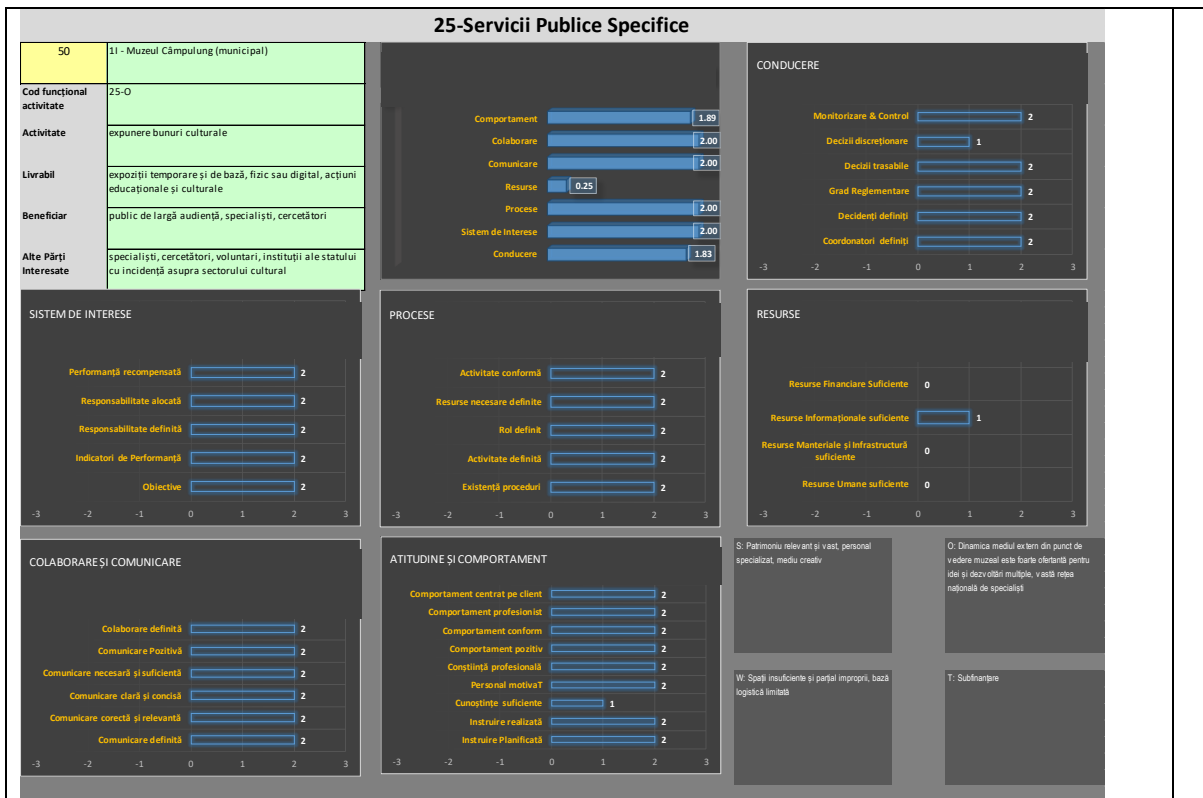 25-Servicii Publice Specifice
50
1I - Muzeul Câmpulung (municipal)
Cod funcțional
activitate
25-O
Activitate
expunere bunuri culturale
Livrabil
expoziții temporare și de bază, fizic sau digital, acțiuni
educaționale și culturale
Beneficiar
public de largă audiență, specialiști, cercetători
Alte Părți
Interesate
specialiști, cercetători, voluntari, instituții ale statului
cu incidență asupra sectorului cultural
Comportament 1.89
Colaborare 2.00
Comunicare 2.00
Resurse 0.25
Procese 2.00
Sistem de Interese 2.00
Conducere 1.83
CONDUCERE
Monitorizare & Control 2
Decizii discreționare 1
Decizii trasabile 2
Grad Reglementare 2
Decidenți definiți 2
Coordonatori definiți 2
-3 -2 -1 0 1 2 3
SISTEM DE INTERESE
Performanță recompensată 2
Responsabilitate alocată 2
Responsabilitate definită 2
Indicatori de Performanță 2
Obiective 2
-3 -2 -1 0 1 2 3
PROCESE
Activitate conformă 2
Resurse necesare definite 2
Rol definit 2
Activitate definită 2
Existență proceduri 2
-3 -2 -1 0 1 2 3
RESURSE
Resurse Financiare Suficiente 0
Resurse Informaționale suficiente 1
Resurse Manteriale și Infrastructură
suficiente 0
Resurse Umane suficiente 0
-3 -2 -1 0 1 2 3
COLABORARE ȘI COMUNICARE
Colaborare definită 2
Comunicare Pozitivă 2
Comunicare necesară și suficientă 2
Comunicare clară și concisă 2
Comunicare corectă și relevantă 2
Comunicare definită 2
-3 -2 -1 0 1 2 3
ATITUDINE ȘI COMPORTAMENT
Comportament centrat pe client 2
Comportament profesionist 2
Comportament conform 2
Comportament pozitiv 2
Conștiință profesională 2
Personal motivaT 2
Cunoștințe suficiente 1
Instruire realizată 2
Instruire Planificată 2
-3 -2 -1 0 1 2 3
S: Patrimoniu relevant și vast, personal
specializat, mediu creativ
O: Dinamica mediul extern din punct de
vedere muzeal este foarte ofertantă pentru
idei și dezvoltări multiple, vastă rețea
națională de specialiști
W: Spații insuficiente și parțial improprii, bază
logistică limitată
T: Subfinanțare